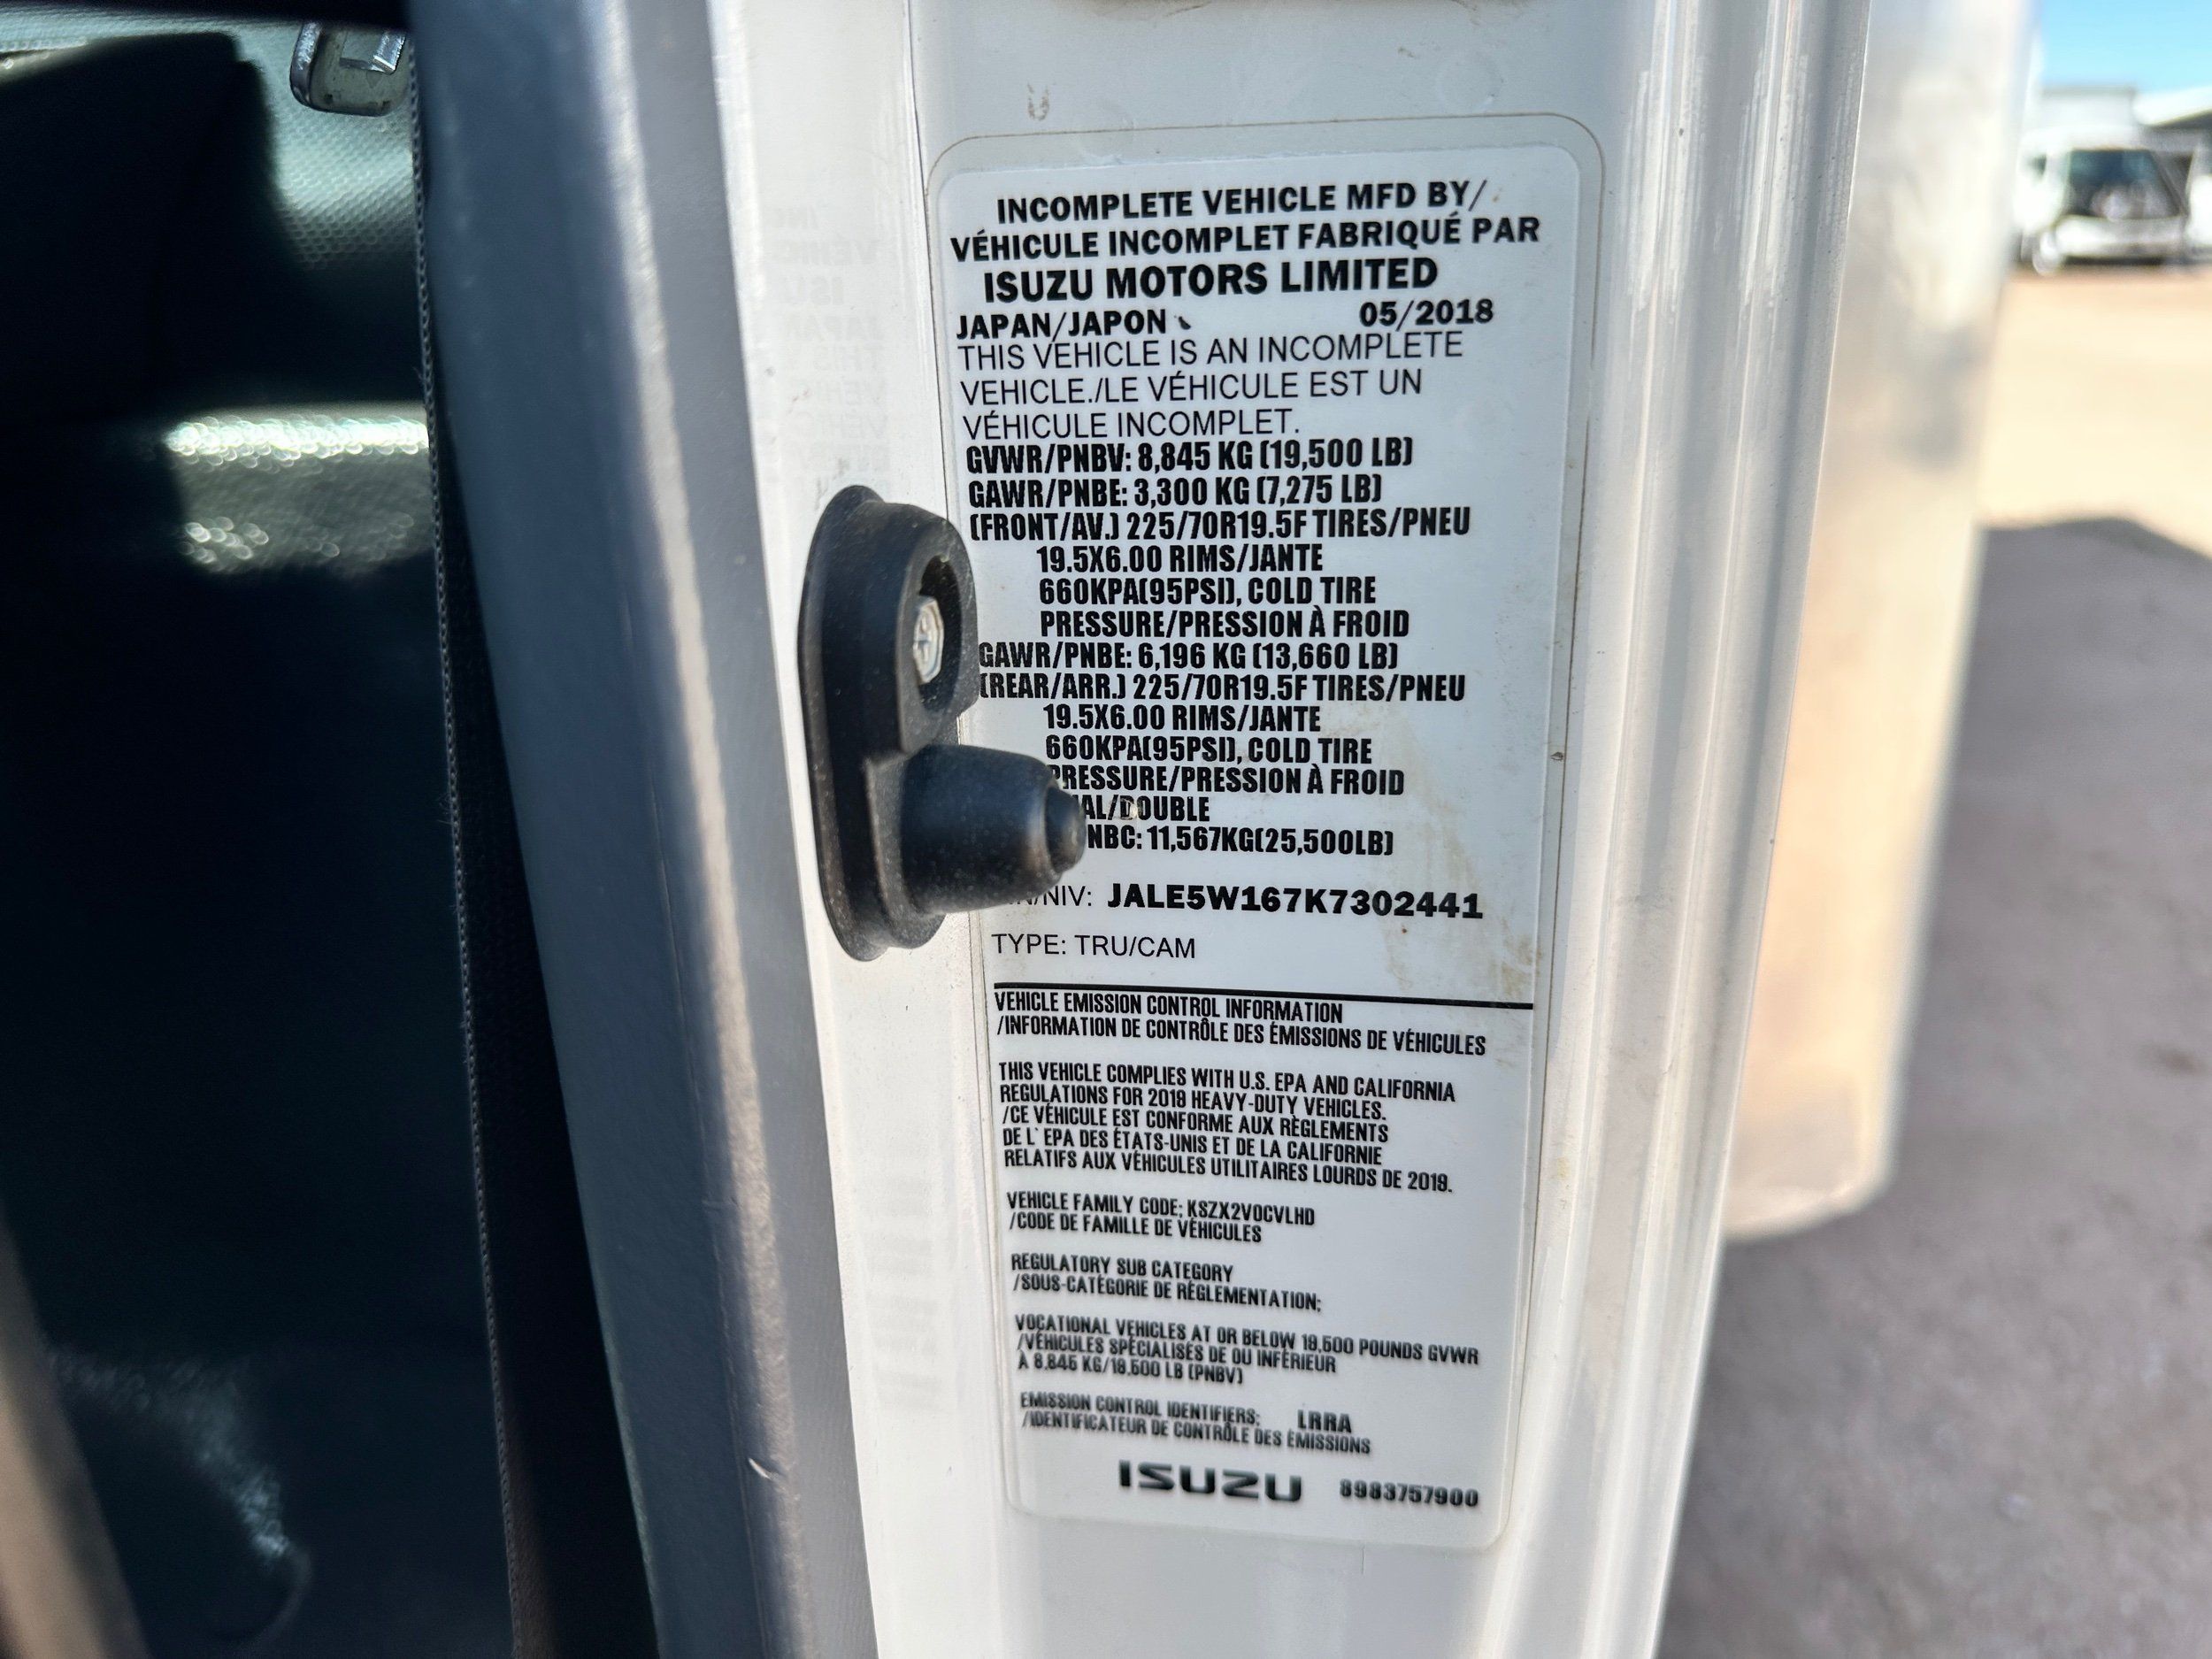 INCOMPLETE VEHICLE MFD BY/
VÉHICULE INCOMPLET FABRIQUÉ PAR
ISUZU MOTORS LIMITED
JAPAN/JAPON 05/2018
THIS VEHICLE IS AN INCOMPLETE
VEHICLE./LE VÉHICULE EST UN
VÉHICULE INCOMPLET.
GVWR/PNBV: 8,845 KG (19,500 LB)
GAWR/PNBE: 3,300 KG (7,275 LB)
(FRONT/AV.) 225/70R19.5F TIRES/PNEU
19.5X6.00 RIMS/JANTE
660KPA(95PSI), COLD TIRE
PRESSURE/PRESSION À FROID
GAWR/PNBE: 6,196 KG (13,660 LB)
(REAR/ARR.) 225/70R19.5F TIRES/PNEU
19.5X6.00 RIMS/JANTE
660KPA(95PSI), COLD TIRE
PRESSURE/PRESSION À FROID
AL/DOUBLE
NBC: 11,567KG(25,500LB)
/NIV: JALE5W167K7302441
TYPE: TRU/CAM
VEHICLE EMISSION CONTROL INFORMATION
/INFORMATION DE CONTRÔLE DES ÉMISSIONS DE VÉHICULES
THIS VEHICLE COMPLIES WITH U.S. EPA AND CALIFORNIA
REGULATIONS FOR 2019 HEAVY-DUTY VEHICLES.
/CE VÉHICULE EST CONFORME AUX RÈGLEMENTS
DE L' EPA DES ÉTATS-UNIS ET DE LA CALIFORNIE
RELATIFS AUX VÉHICULES UTILITAIRES LOURDS DE 2019.
VEHICLE FAMILY CODE: KSZX2VOCVLHD
/CODE DE FAMILLE DE VÉHICULES
REGULATORY SUB CATEGORY
/SOUS-CATÉGORIE DE RÉGLEMENTATION:
VOCATIONAL VEHICLES AT OR BELOW 19,500 POUNDS GVWR
/VÉHICULES SPÉCIALISÉS DE OU INFÉRIEUR
À 8.845 KG/19.500 LB (PNBV)
EMISSION CONTROL IDENTIFIERS: LRRA
/IDENTIFICATEUR DE CONTRÔLE DES ÉMISSIONS
ISUZU 8983757900